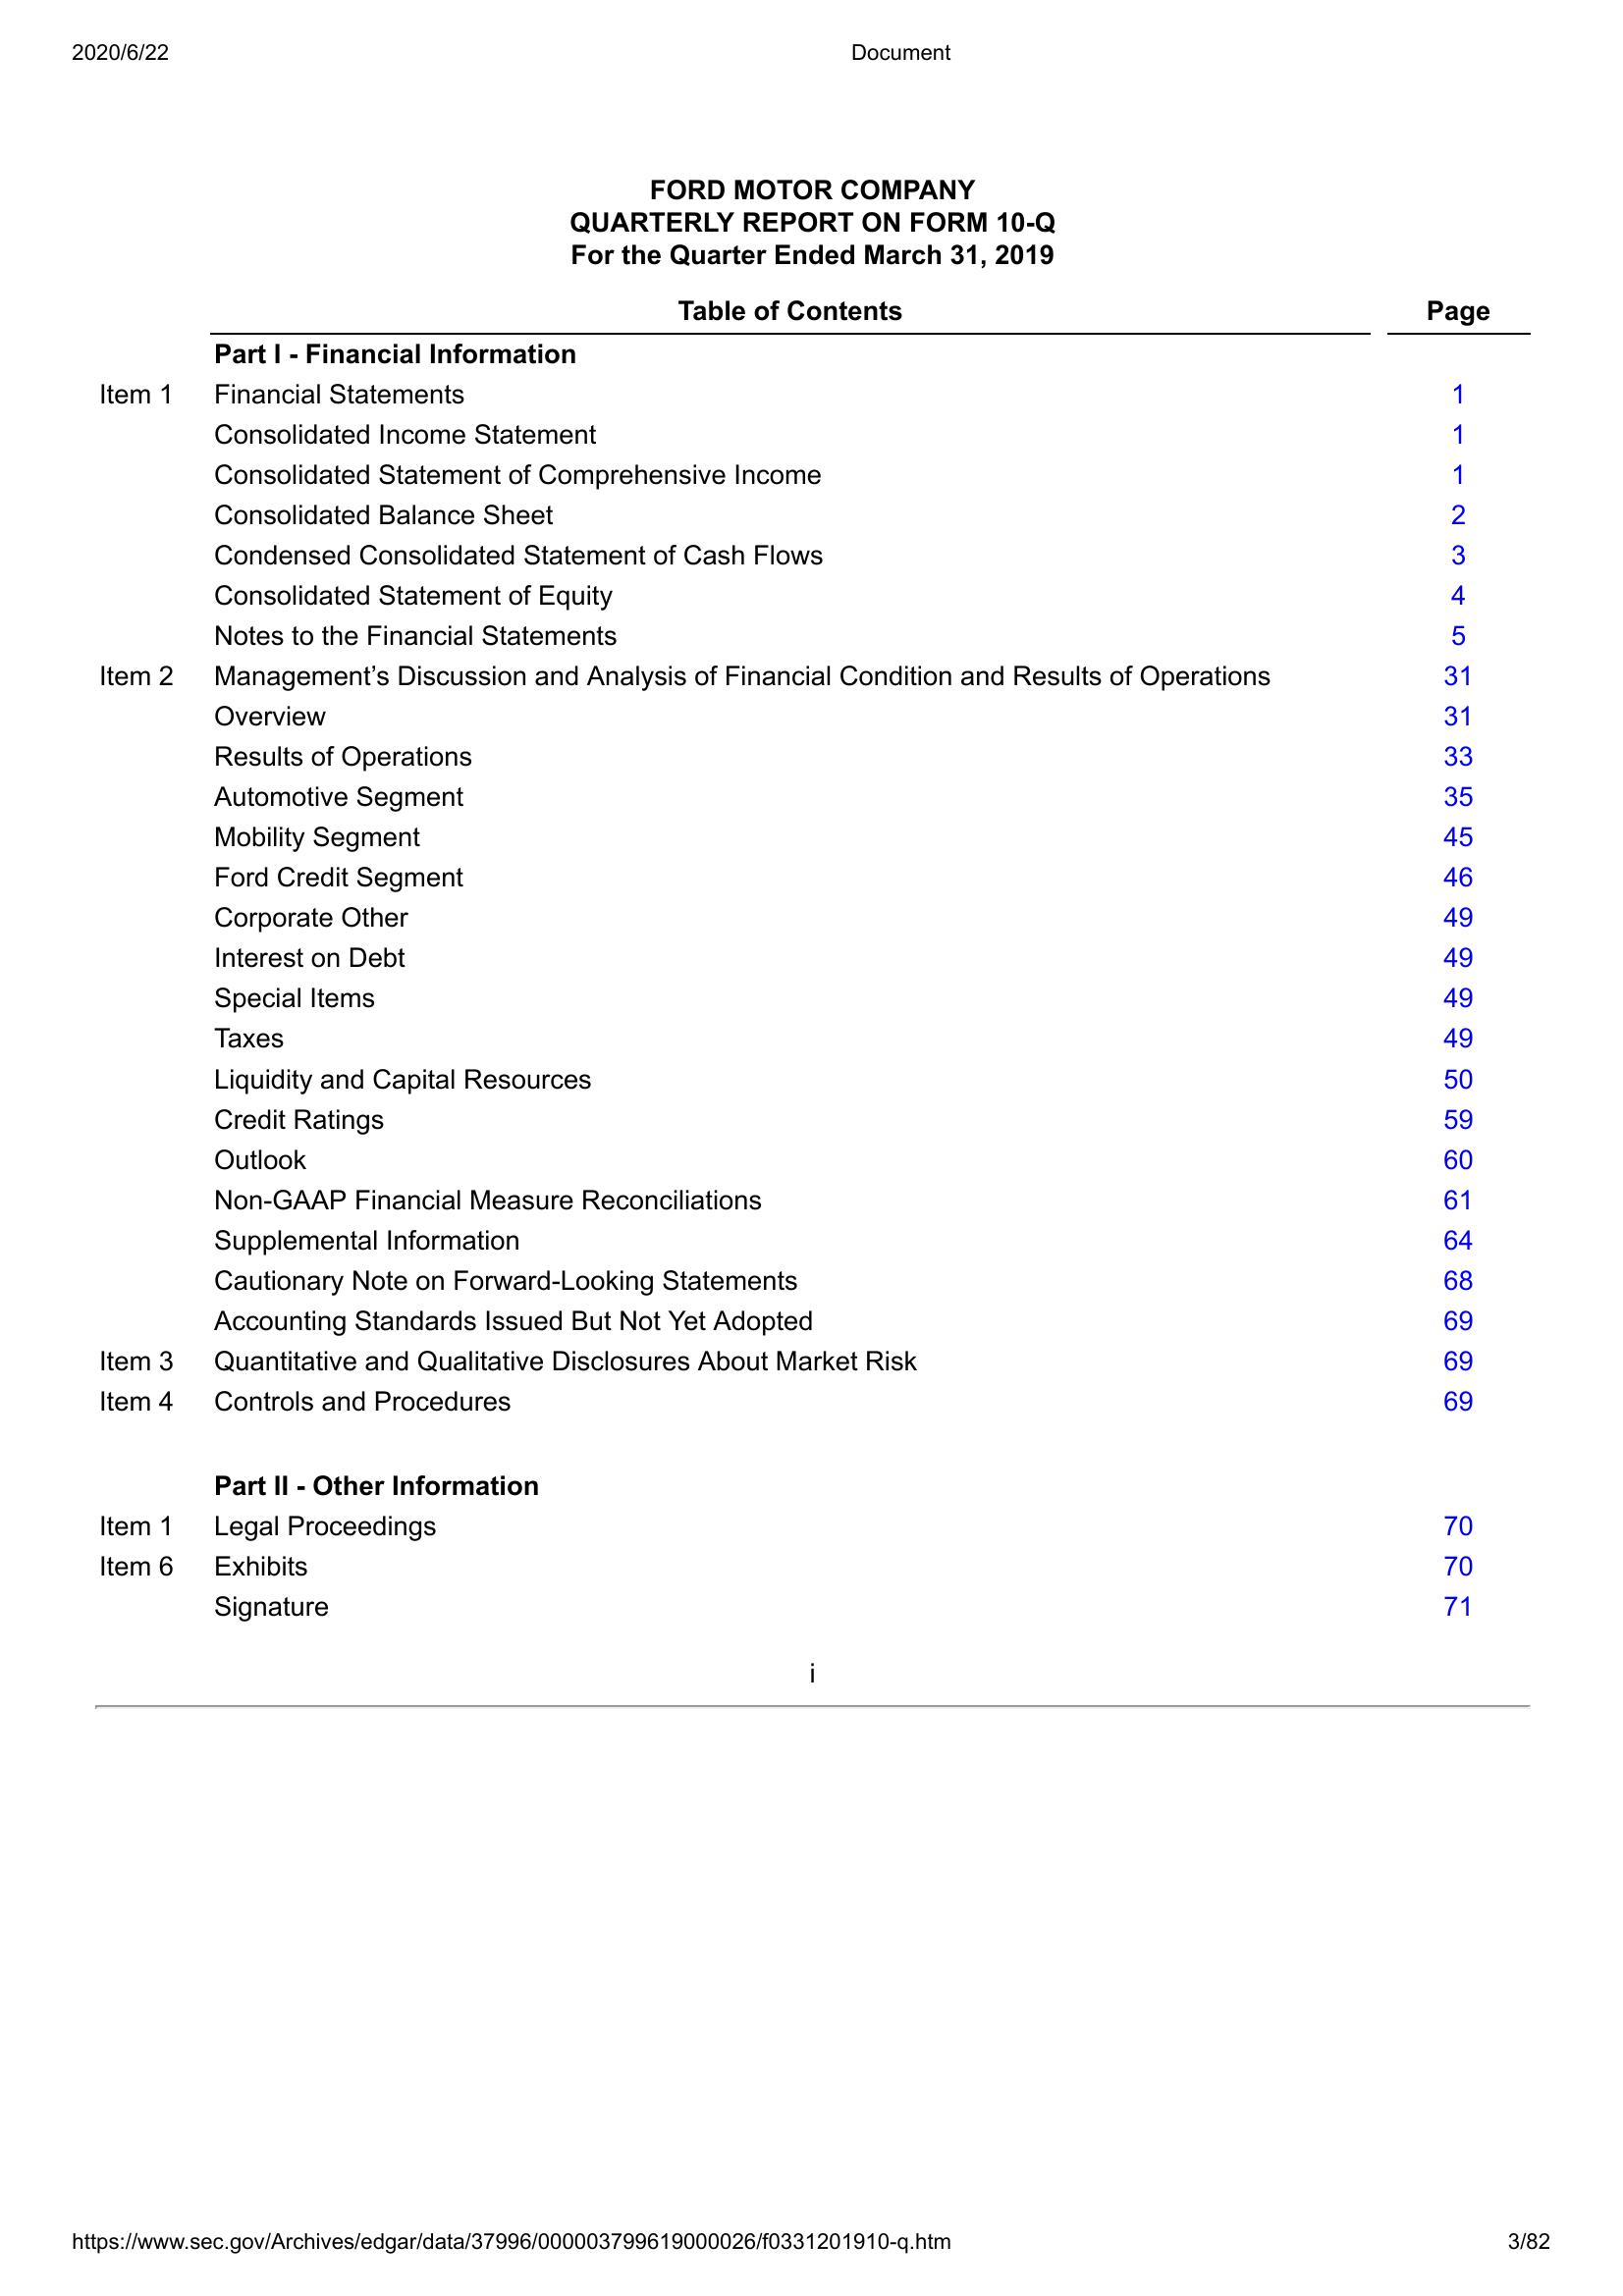 2020/6/22 Document
FORD MOTOR COMPANY
QUARTERLY REPORT ON FORM 10-Q
For the Quarter Ended March 31, 2019
Table of Contents Page
Part I - Financial Information
Item 1 Financial Statements 1
Consolidated Income Statement 1
Consolidated Statement of Comprehensive Income 1
Consolidated Balance Sheet 2
Condensed Consolidated Statement of Cash Flows 3
Consolidated Statement of Equity 4
Notes to the Financial Statements 5
Item 2 Management’s Discussion and Analysis of Financial Condition and Results of Operations 31
Overview 31
Results of Operations 33
Automotive Segment 35
Mobility Segment 45
Ford Credit Segment 46
Corporate Other 49
Interest on Debt 49
Special Items 49
Taxes 49
Liquidity and Capital Resources 50
Credit Ratings 59
Outlook 60
Non-GAAP Financial Measure Reconciliations 61
Supplemental Information 64
Cautionary Note on Forward-Looking Statements 68
Accounting Standards Issued But Not Yet Adopted 69
Item 3 Quantitative and Qualitative Disclosures About Market Risk 69
Item 4 Controls and Procedures 69
Part II - Other Information
Item 1 Legal Proceedings 70
Item 6 Exhibits 70
Signature 71
i
https://www.sec.gov/Archives/edgar/data/37996/000003799619000026/f0331201910-q.htm 3/82